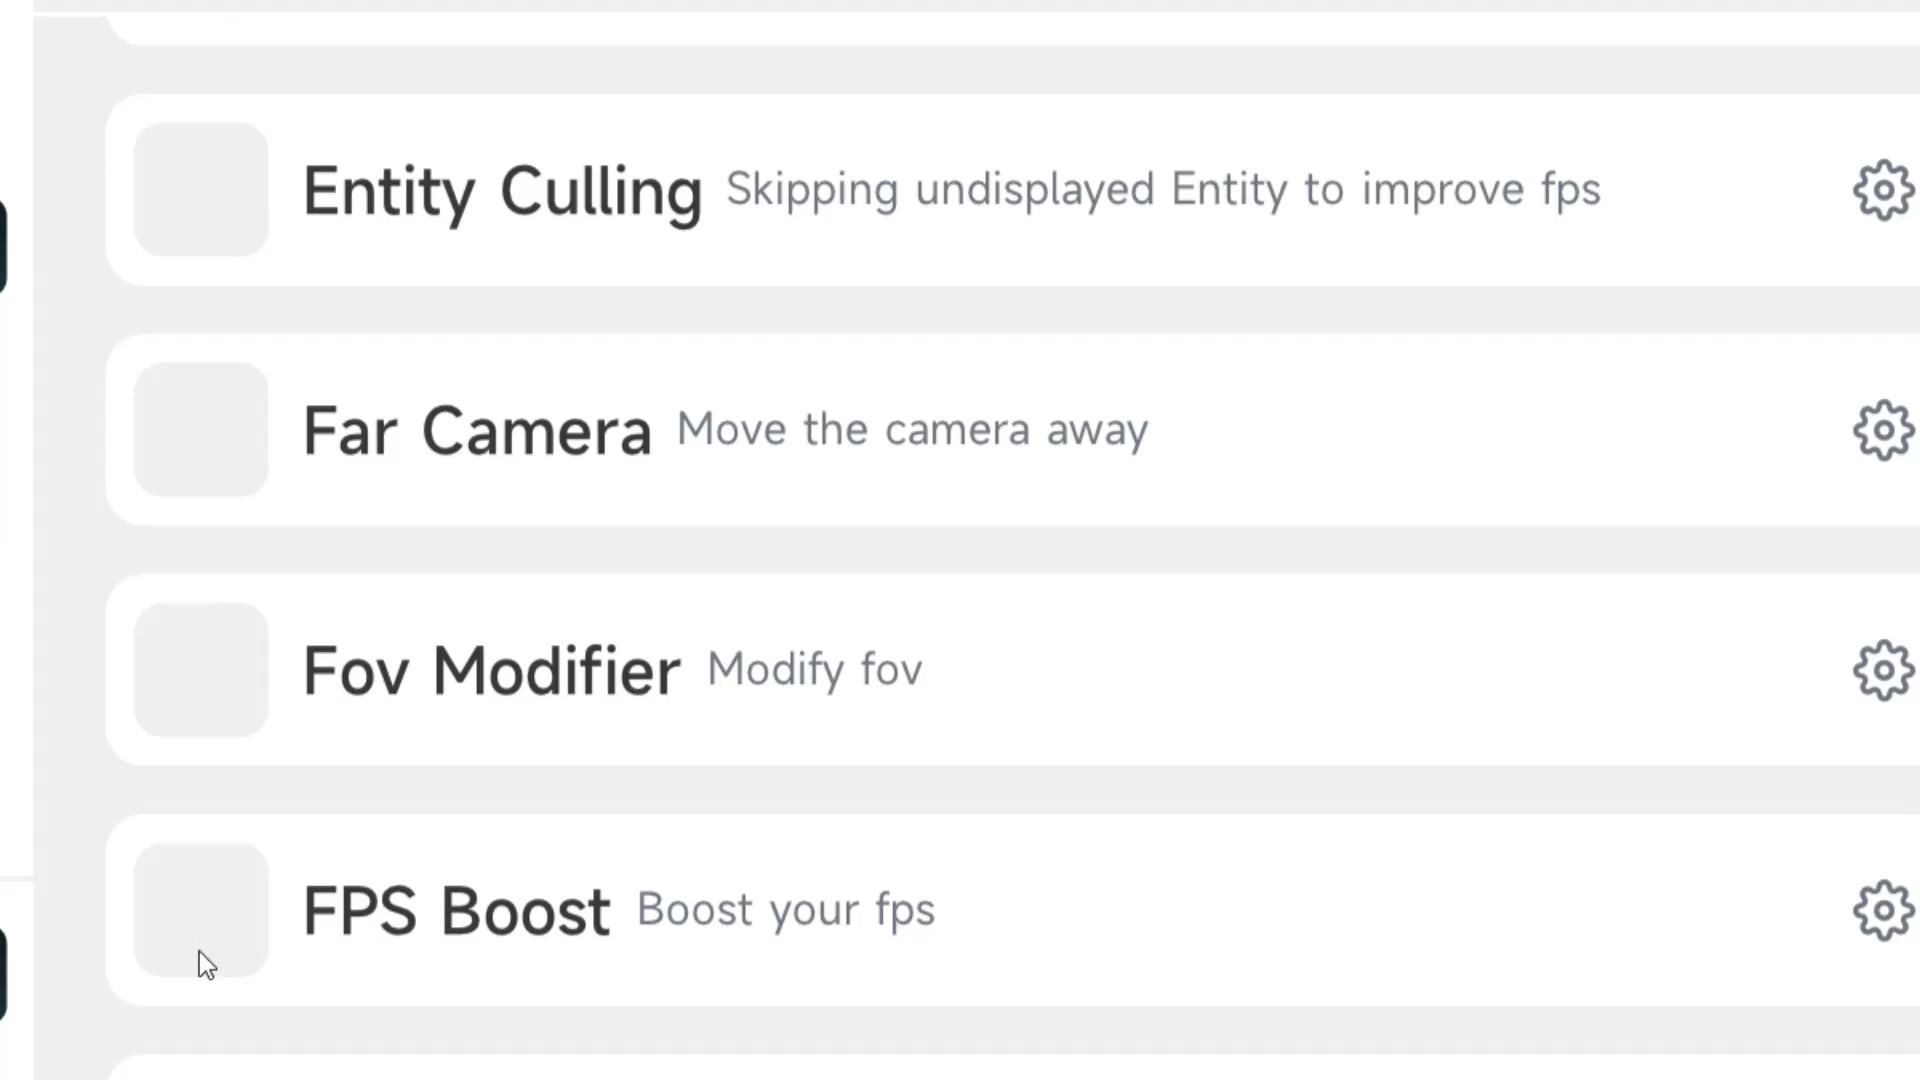 Entity Culling Skipping undisplayed Entity to improve fps
Far Camera Move the camera away
Fov Modifier Modify fov
FPS Boost Boost your fps